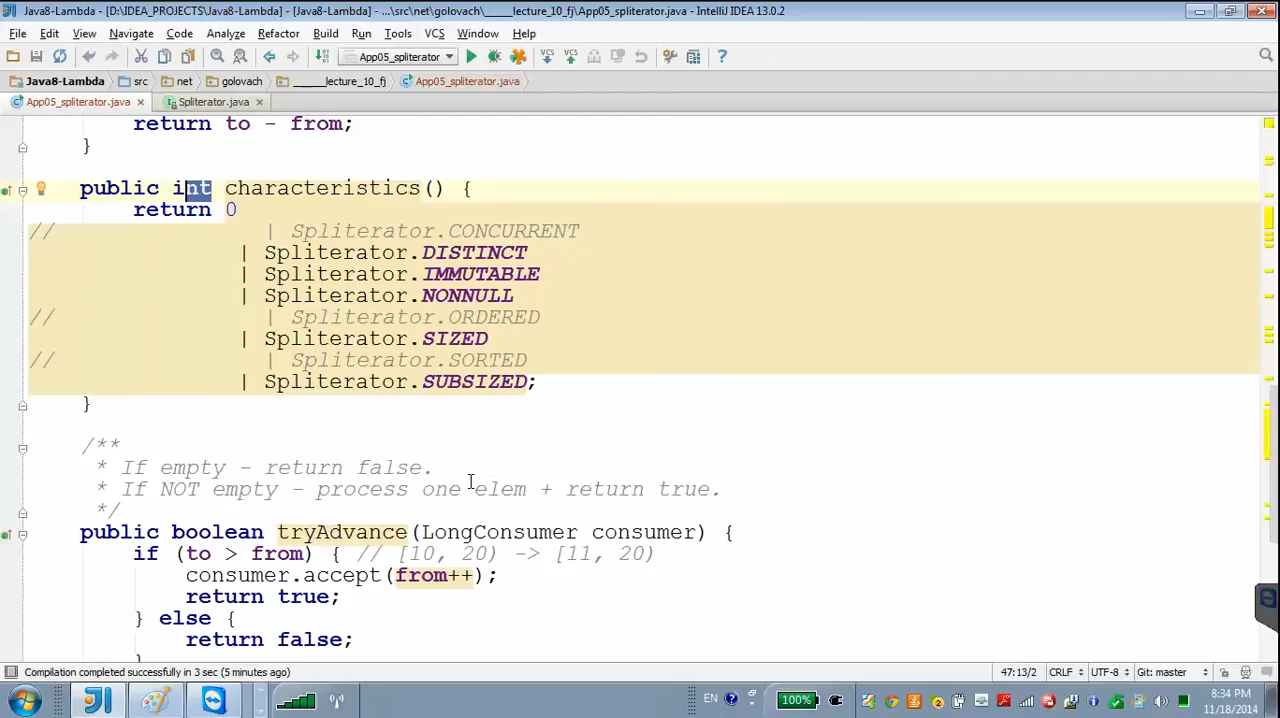 Java8-Lambda - [D:\IDEA_PROJECTS\Java8-Lambda] - [Java8-Lambda] - ...\src\net\golovach\_____lecture_10_fj\App05_spliterator.java - IntelliJ IDEA 13.0.2
File Edit View Navigate Code Analyze Refactor Build Run Tools VCS Window Help
App05_spliterator
Java8-Lambda src net golovach _____lecture_10_fj App05_spliterator.java
App05_spliterator.java Spliterator.java
return to - from;
}
public int characteristics() {
return 0
// | Spliterator.CONCURRENT
| Spliterator.DISTINCT
| Spliterator.IMMUTABLE
| Spliterator.NONNULL
// | Spliterator.ORDERED
| Spliterator.SIZED
// | Spliterator.SORTED
| Spliterator.SUBSIZED;
}
/**
* If empty - return false.
* If NOT empty - process one elem + return true.
*/
public boolean tryAdvance(LongConsumer consumer) {
if (to > from) { // [10, 20) -> [11, 20)
consumer.accept(from++);
return true;
} else {
return false;
Compilation completed successfully in 3 sec (5 minutes ago) 47:13/2 CRLF UTF-8 Git: master
EN 100% 8:34 PM
11/18/2014